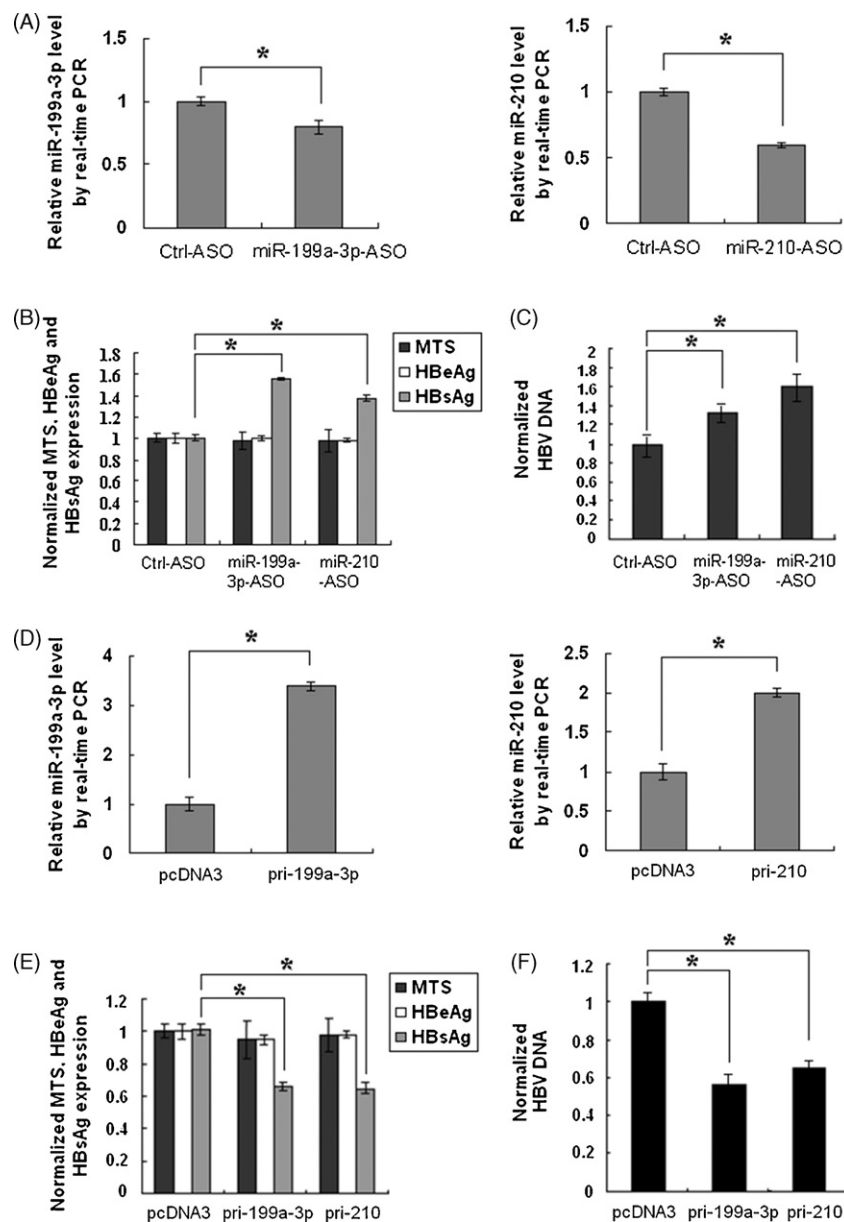 (A)
Relative miR-199a-3p level
by real-time PCR
1.5
1
0.5
0
*
Ctrl-ASO miR-199a-3p-ASO
Relative miR-210 level
by real-time PCR
1.5
1
0.5
0
*
Ctrl-ASO miR-210-ASO
(B)
Normalized MTS. HBeAg and
HBsAg expression
1.8
1.6
1.4
1.2
1
0.8
0.6
0.4
0.2
0
*
*
MTS
HBeAg
HBsAg
Ctrl-ASO miR-199a- miR-210
3p-ASO -ASO
(C)
Normalized
HBV DNA
2
1.8
1.6
1.4
1.2
1
0.8
0.6
0.4
0.2
0
*
*
Ctrl-ASO miR-199a- miR-210
3p-ASO -ASO
(D)
Relative miR-199a-3p level
by real-time PCR
4
3
2
1
0
*
pcDNA3 pri-199a-3p
Relative miR-210 level
by real-time PCR
2.5
2
1.5
1
0.5
0
*
pcDNA3 pri-210
(E)
Normalized MTS. HBeAg and
HBsAg expression
1.2
1
0.8
0.6
0.4
0.2
0
*
*
MTS
HBeAg
HBsAg
pcDNA3 pri-199a-3p pri-210
(F)
Normalized
HBV DNA
1.2
1
0.8
0.6
0.4
0.2
0
*
*
pcDNA3 pri-199a-3p pri-210